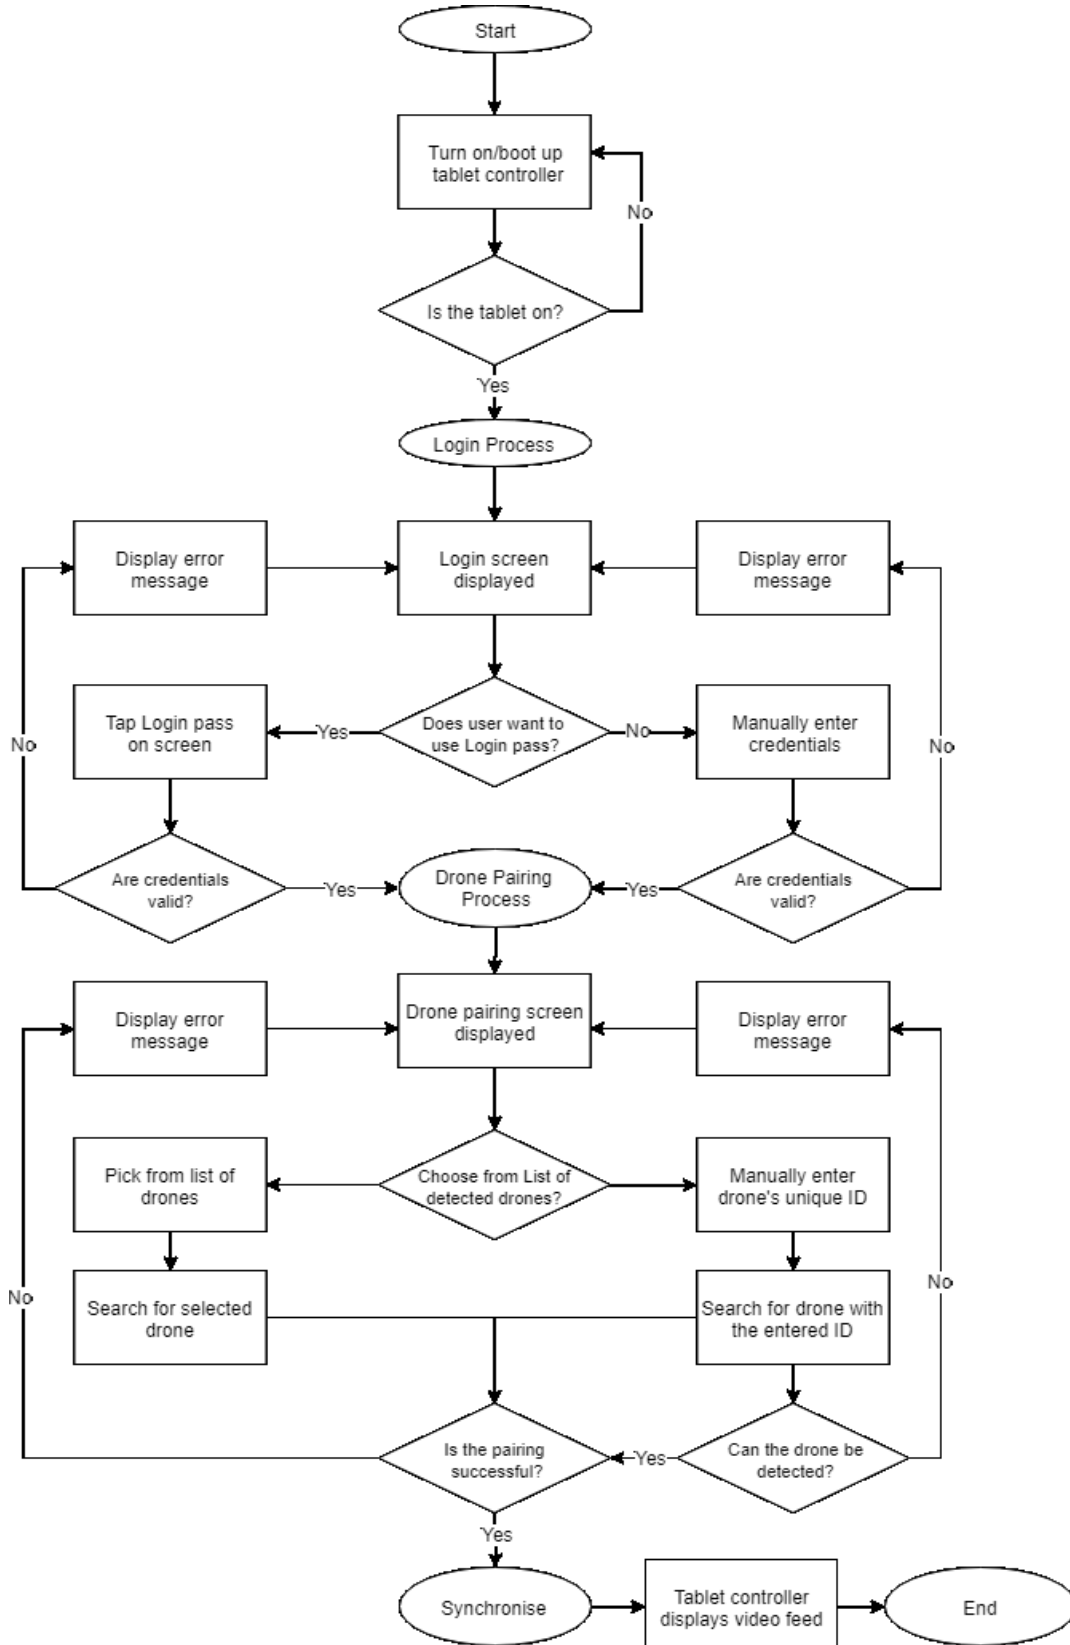 Start
Turn on/boot up
tablet controller
No
Is the tablet on?
Yes
Login Process
Display error
message
Login screen
displayed
Display error
message
Tap Login pass
on screen
Yes
Does user want to
use Login pass?
No
Manually enter
credentials
No
No
Are credentials
valid?
Yes
Drone Pairing
Process
Yes
Are credentials
valid?
Display error
message
Drone pairing screen
displayed
Display error
message
Pick from list of
drones
Choose from List of
detected drones?
Manually enter
drone's unique ID
No
Search for selected
drone
Search for drone with
the entered ID
No
Is the pairing
successful?
Yes
Can the drone be
detected?
Yes
Synchronise
Tablet controller
displays video feed
End